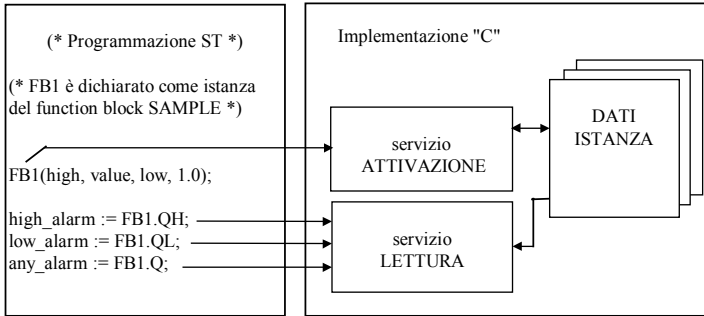 (* Programmazione ST *)
(* FB1 è dichiarato come istanza
del function block SAMPLE *)
FB1(high, value, low, 1.0);
high_alarm := FB1.QH;
low_alarm := FB1.QL;
any_alarm := FB1.Q;
Implementazione "C"
servizio
ATTIVAZIONE
DATI
ISTANZA
servizio
LETTURA